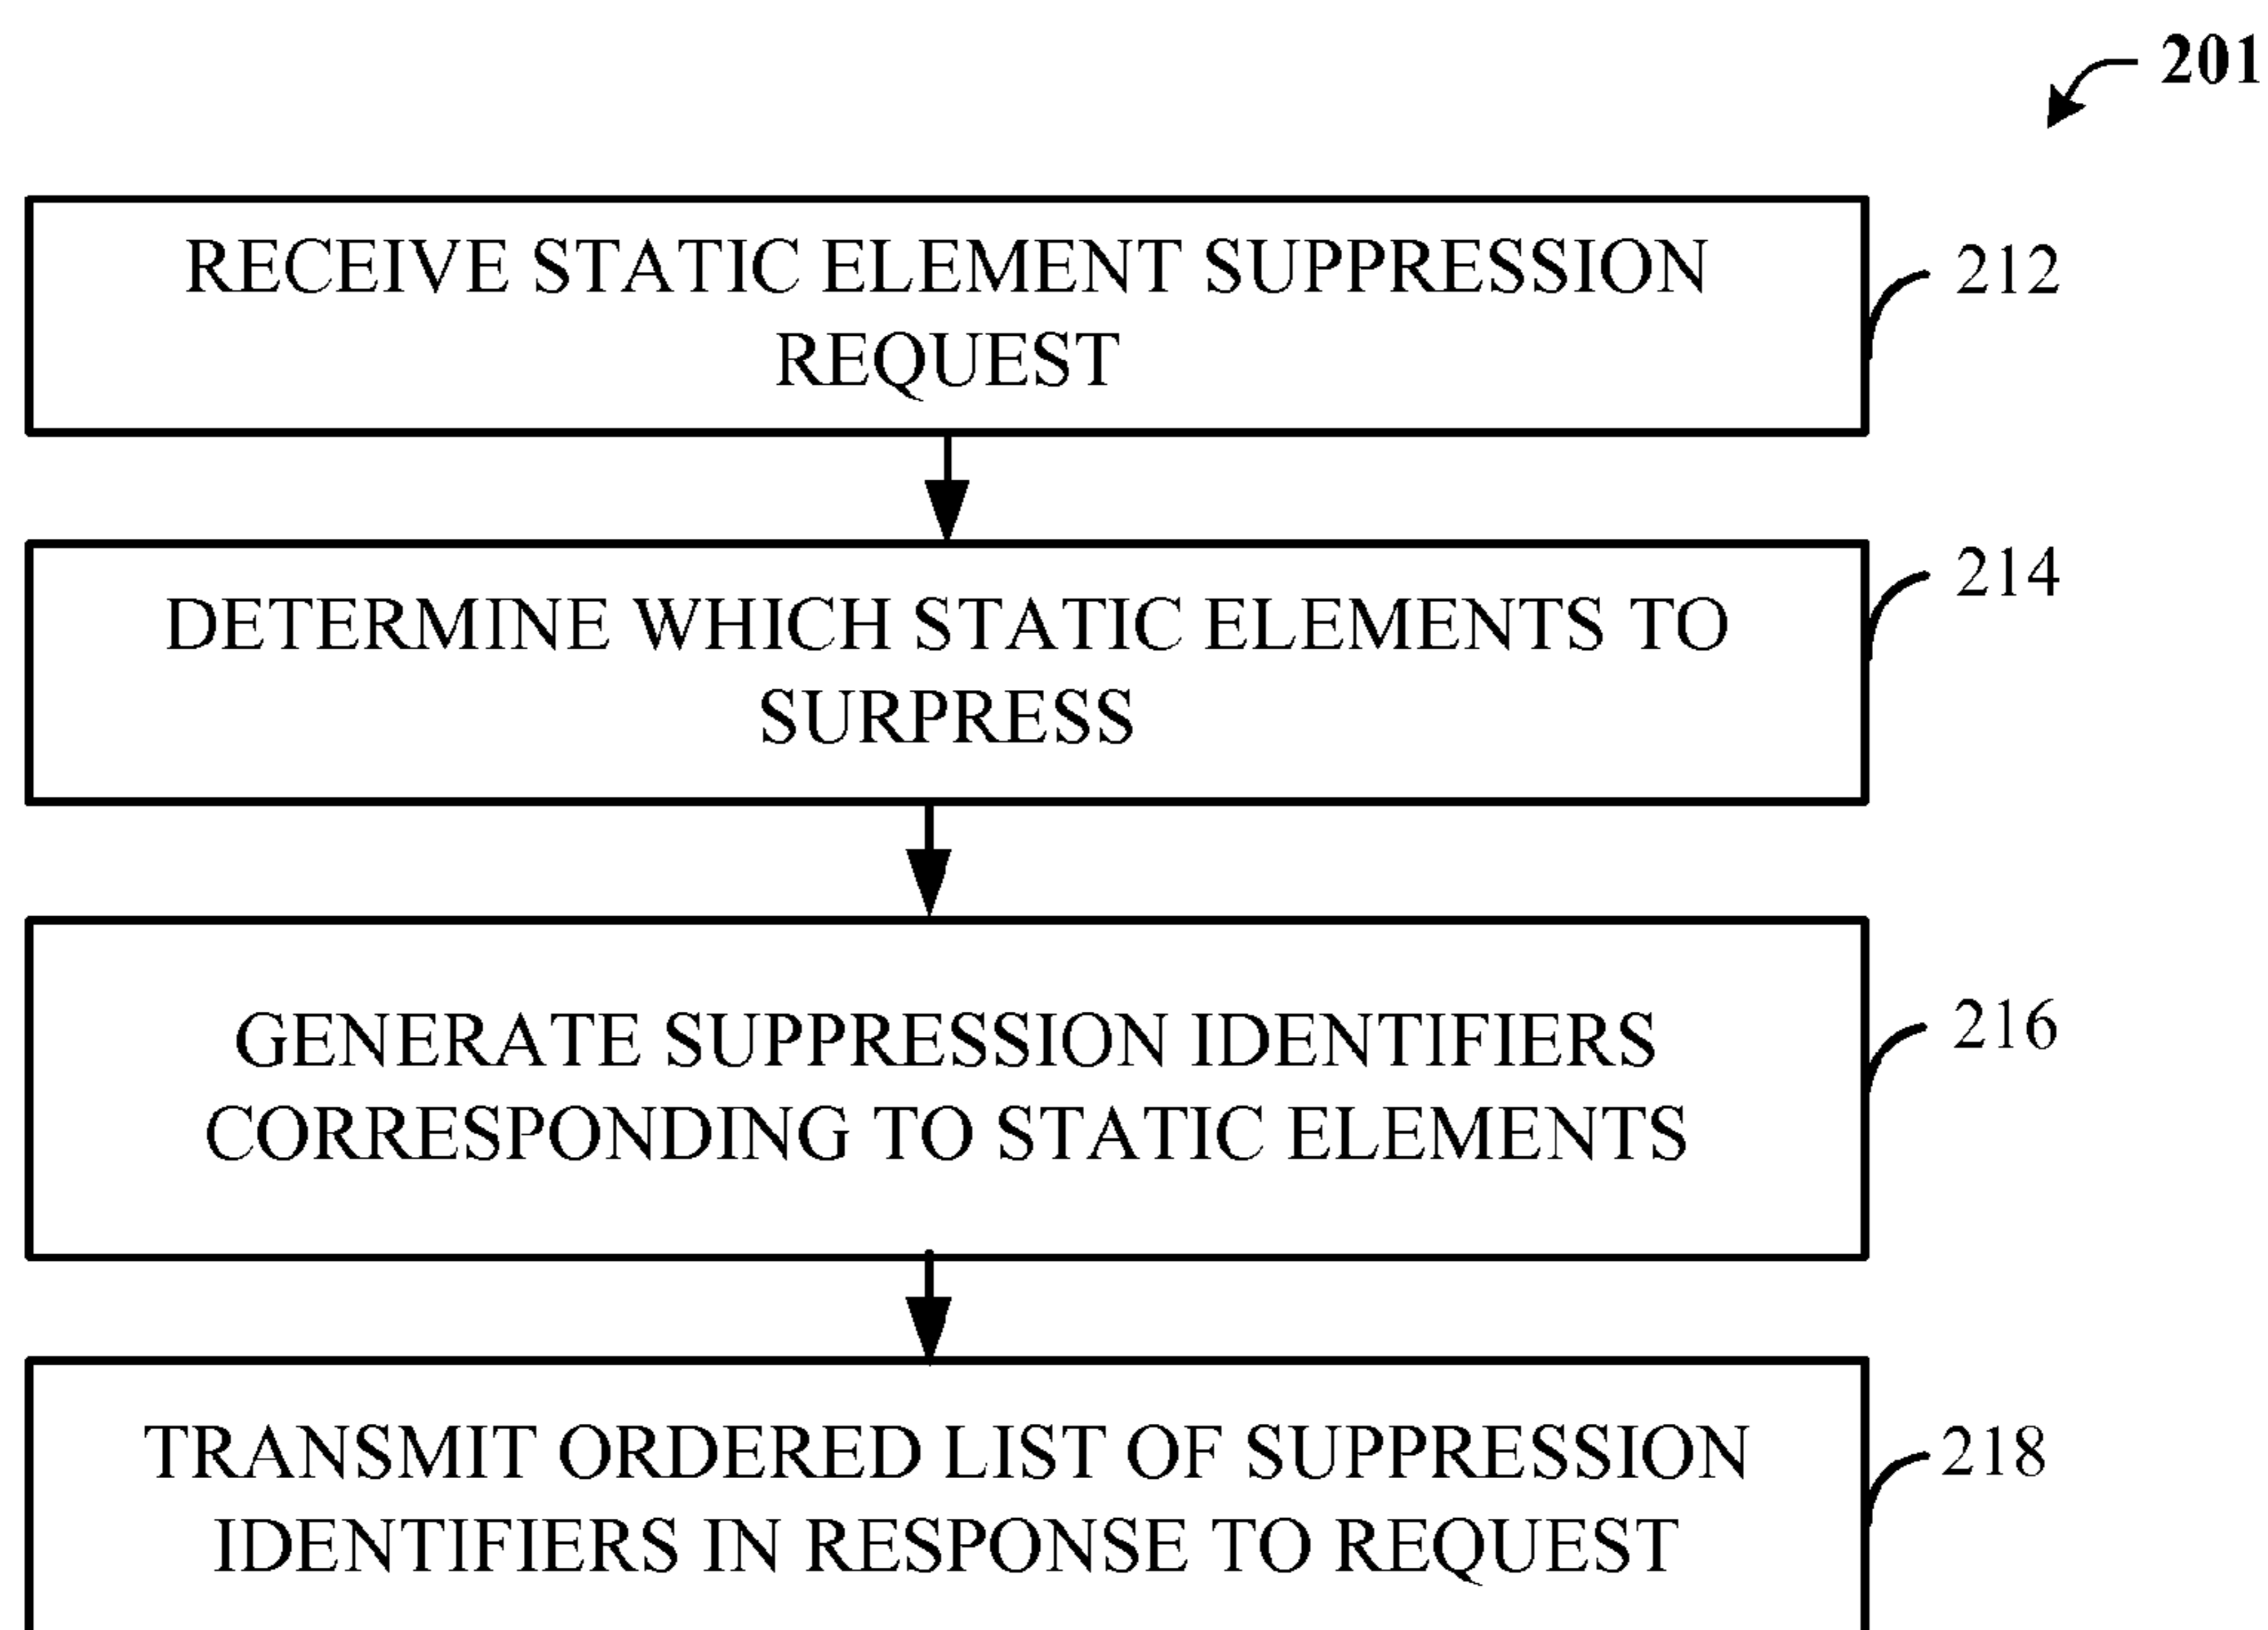 201
RECEIVE STATIC ELEMENT SUPPRESSION
REQUEST
212
DETERMINE WHICH STATIC ELEMENTS TO
SURPRESS
214
GENERATE SUPPRESSION IDENTIFIERS
CORRESPONDING TO STATIC ELEMENTS
216
TRANSMIT ORDERED LIST OF SUPPRESSION
IDENTIFIERS IN RESPONSE TO REQUEST
218